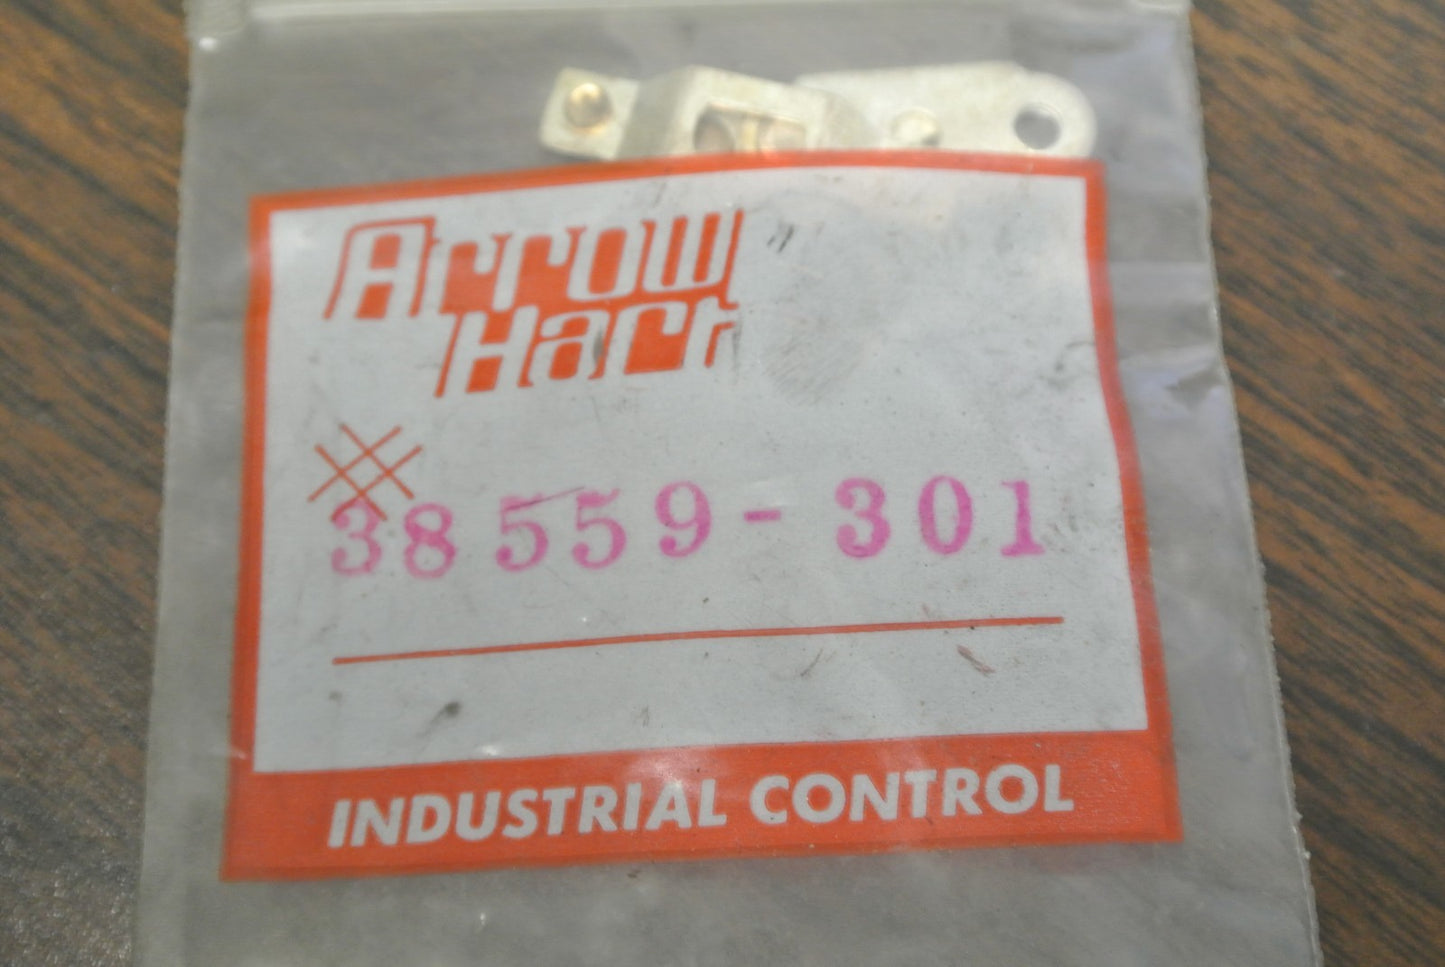 Arrow
Hart
38559-301
INDUSTRIAL CONTROL